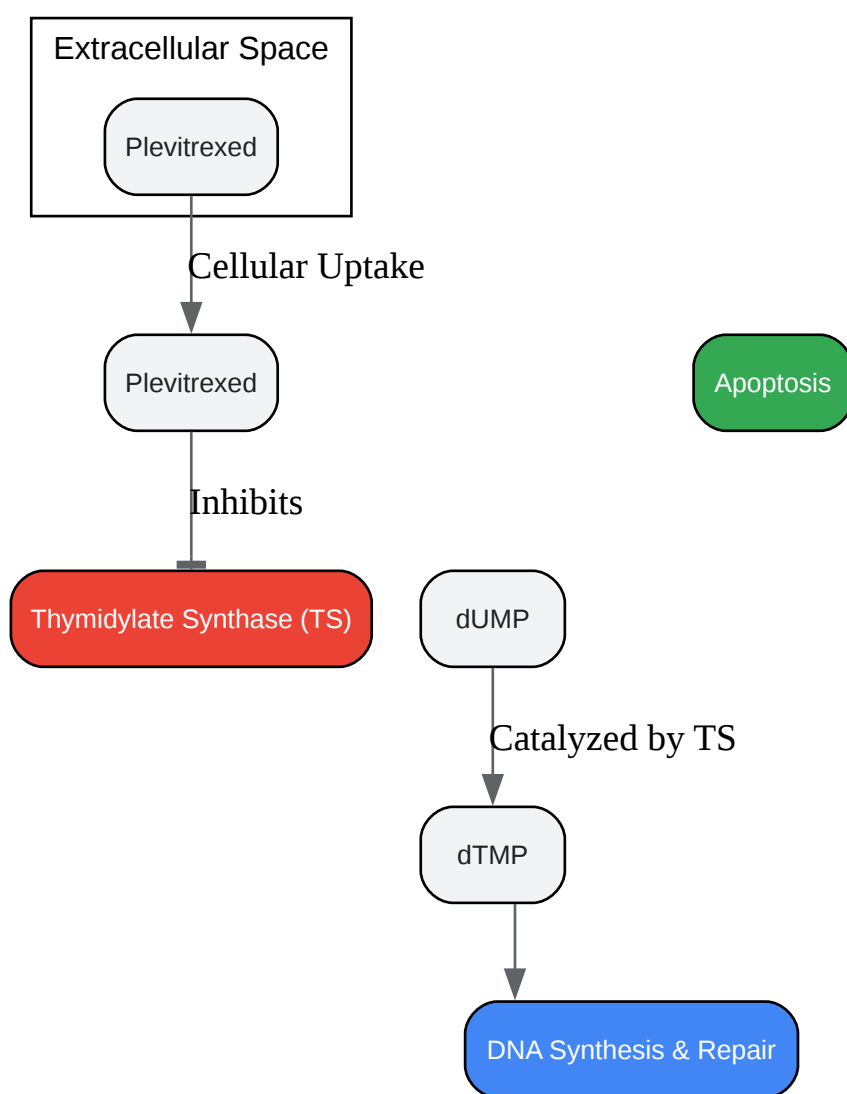 Extracellular Space
Plevitrexed
Cellular Uptake
Plevitrexed
Apoptosis
Inhibits
Thymidylate Synthase (TS)
dUMP
Catalyzed by TS
dTMP
DNA Synthesis & Repair